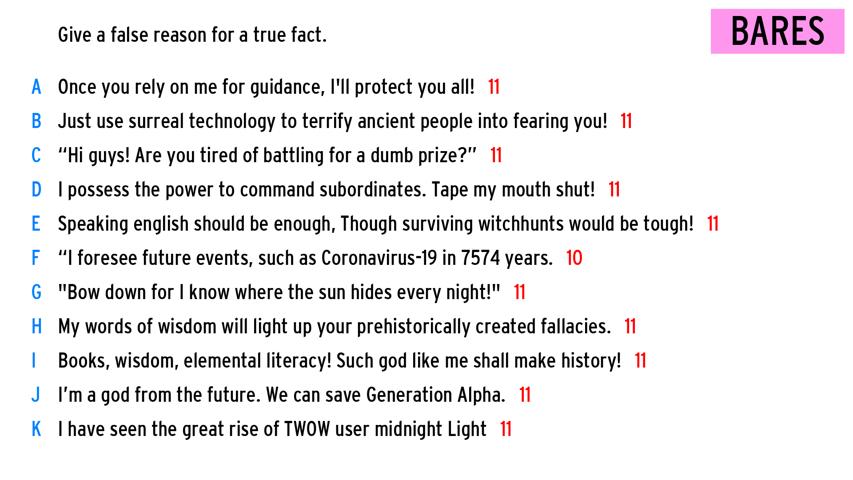 Give a false reason for a true fact.
BARES
A Once you rely on me for guidance, I'll protect you all! 11
B Just use surreal technology to terrify ancient people into fearing you! 11
C “Hi guys! Are you tired of battling for a dumb prize?” 11
D I possess the power to command subordinates. Tape my mouth shut! 11
E Speaking english should be enough, Though surviving witchhunts would be tough! 11
F “I foresee future events, such as Coronavirus-19 in 7574 years. 10
G "Bow down for I know where the sun hides every night!" 11
H My words of wisdom will light up your prehistorically created fallacies. 11
I Books, wisdom, elemental literacy! Such god like me shall make history! 11
J I’m a god from the future. We can save Generation Alpha. 11
K I have seen the great rise of TWOW user midnight Light 11